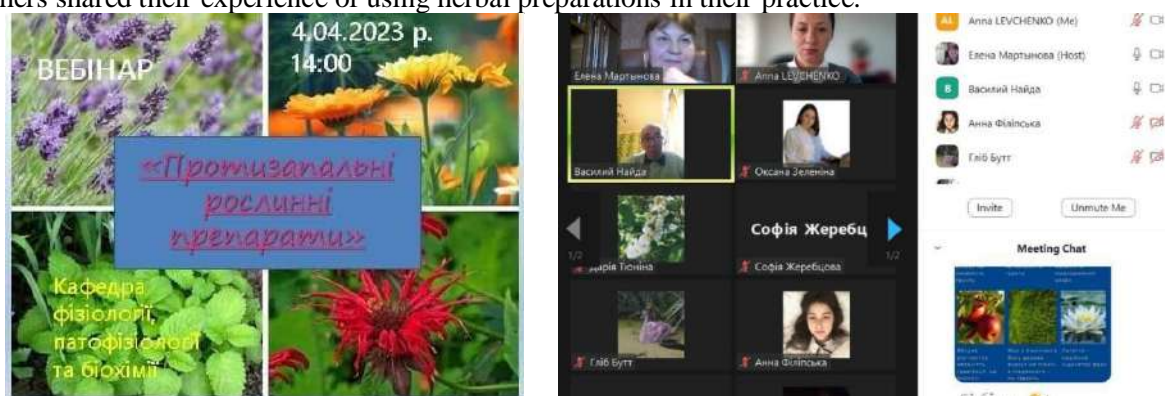 ners shared their experience of using herbal preparations in their practice.
ВЕБІНАР
4.04.2023 р.
14:00
«Протизапальні
рослинні
препарати»
Кафедра
фізіології,
патофізіології
та біохімії
Елена Мартынова
Anna LEVCHENKO
Василий Найда
Оксана Зеленіна
Дарія Тюніна
Софія Жеребц
Софія Жеребцова
1/2
1/2
Гліб Бутт
Анна Філіпська
AL Anna LEVCHENKO (Me)
Елена Мартынова (Host)
В Василий Найда
Анна Філіпська
Гліб Бутт
Invite
Unmute Me
Meeting Chat